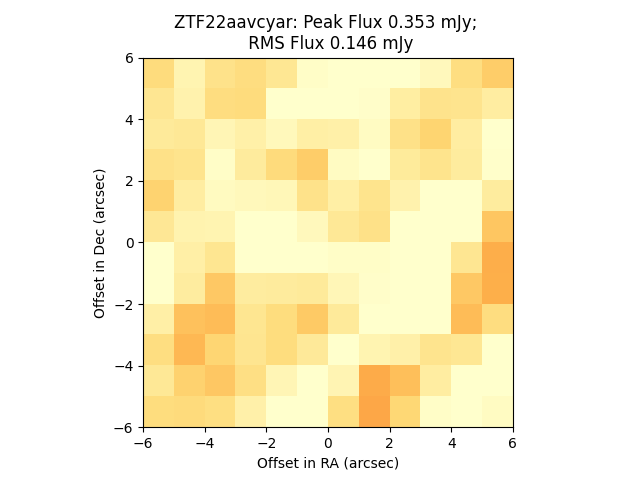 ZTF22aavcyar: Peak Flux 0.353 mJy;
RMS Flux 0.146 mJy
6
4
2
0
−2
−4
−6
Offset in Dec (arcsec)
−6 −4 −2 0 2 4 6
Offset in RA (arcsec)